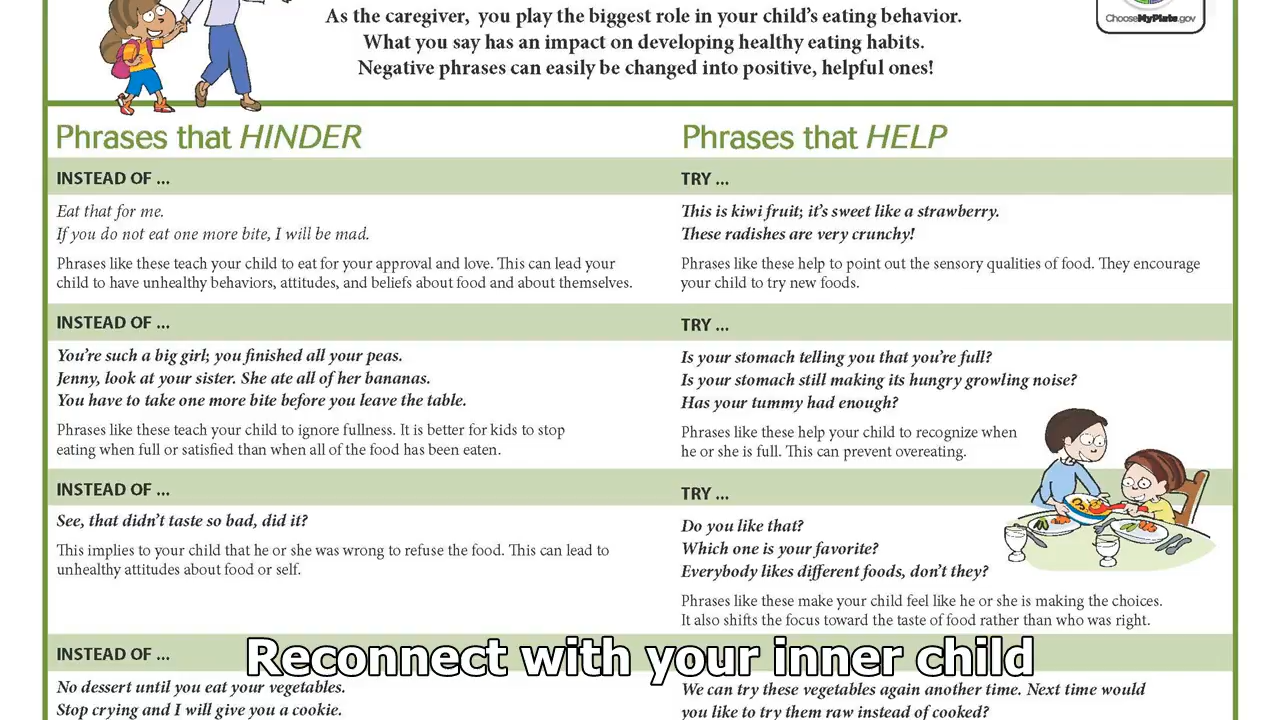 As the caregiver, you play the biggest role in your child's eating behavior.
What you say has an impact on developing healthy eating habits.
Negative phrases can easily be changed into positive, helpful ones!
ChooseMyPlate.gov
Phrases that HINDER
Phrases that HELP
INSTEAD OF ...
TRY ...
Eat that for me.
If you do not eat one more bite, I will be mad.
This is kiwi fruit; it's sweet like a strawberry.
These radishes are very crunchy!
Phrases like these teach your child to eat for your approval and love. This can lead your
child to have unhealthy behaviors, attitudes, and beliefs about food and about themselves.
Phrases like these help to point out the sensory qualities of food. They encourage
your child to try new foods.
INSTEAD OF ...
TRY ...
You're such a big girl; you finished all your peas.
Jenny, look at your sister. She ate all of her bananas.
You have to take one more bite before you leave the table.
Is your stomach telling you that you're full?
Is your stomach still making its hungry growling noise?
Has your tummy had enough?
Phrases like these teach your child to ignore fullness. It is better for kids to stop
eating when full or satisfied than when all of the food has been eaten.
Phrases like these help your child to recognize when
he or she is full. This can prevent overeating.
INSTEAD OF ...
TRY ...
See, that didn't taste so bad, did it?
Do you like that?
Which one is your favorite?
Everybody likes different foods, don't they?
This implies to your child that he or she was wrong to refuse the food. This can lead to
unhealthy attitudes about food or self.
Phrases like these make your child feel like he or she is making the choices.
It also shifts the focus toward the taste of food rather than who was right.
INSTEAD OF ...
Reconnect with your inner child
No dessert until you eat your vegetables.
Stop crying and I will give you a cookie.
We can try these vegetables again another time. Next time would
you like to try them raw instead of cooked?